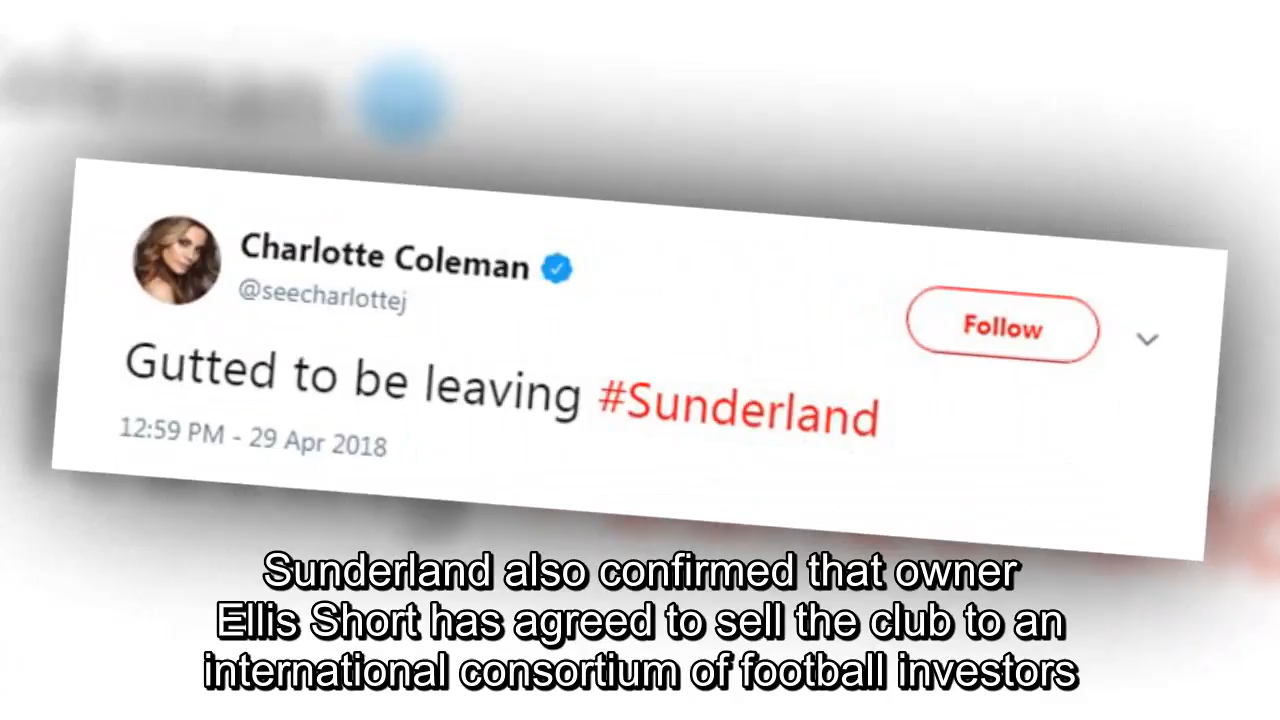 Charlotte Coleman
@seecharlottej
Follow
Gutted to be leaving #Sunderland
12:59 PM - 29 Apr 2018
Sunderland also confirmed that owner
Ellis Short has agreed to sell the club to an
international consortium of football investors